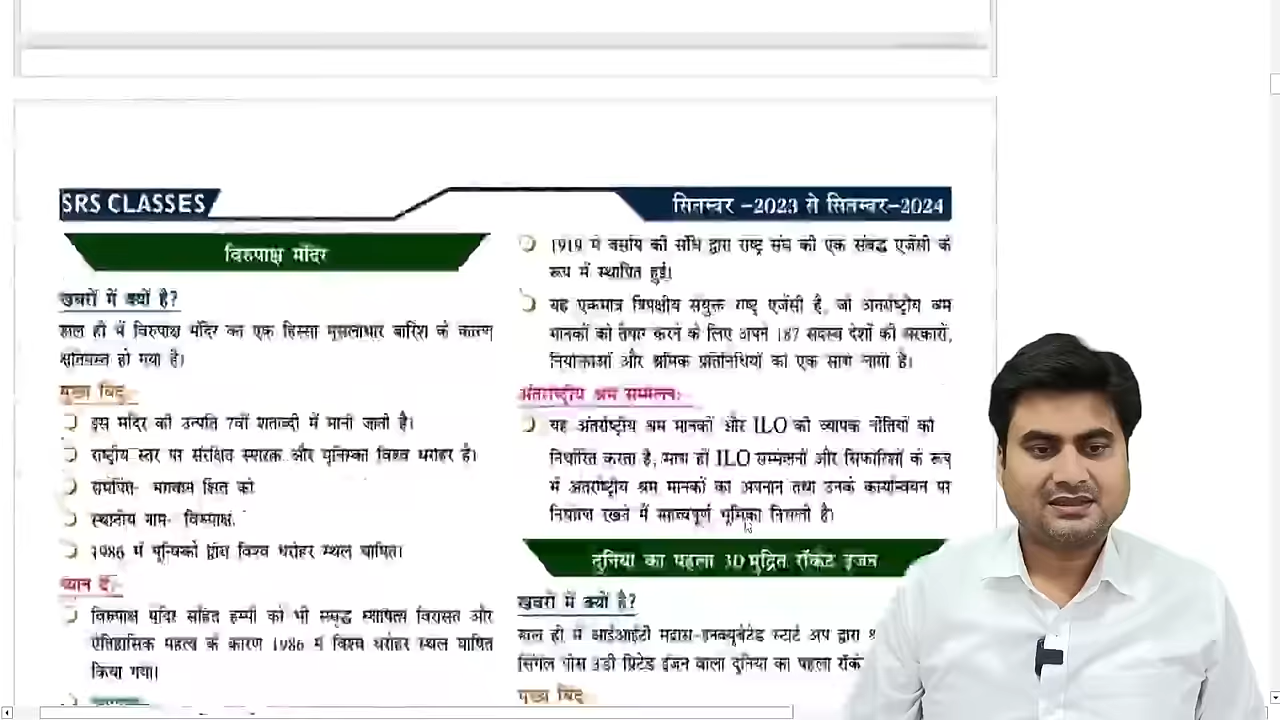 SRS CLASSES
सितम्बर -2023 से सितम्बर-2024
विरुपाक्ष मंदिर
खबरों में क्यों है?
हाल ही में विरुपाक्ष मंदिर का एक हिस्सा मूसलाधार बारिश के कारण
क्षतिग्रस्त हो गया है।
मुख्य बिंदु
इस मंदिर की उत्पति 7वीं शताब्दी में मानी जाती है।
राष्ट्रीय स्तर पर संरक्षित स्मारक और यूनेस्को विश्व धरोहर है।
समर्पित- भगवान शिव को
स्थानीय नाम- विरुपाक्ष
1986 में यूनेस्को द्वारा विश्व धरोहर स्थल घोषित।
ध्यान दें:-
विरुपाक्ष मंदिर सहित हम्पी को भी समृद्ध स्थापत्य विरासत और
ऐतिहासिक महत्व के कारण 1986 में विश्व धरोहर स्थल घोषित
किया गया।
1919 में वर्साय की संधि द्वारा राष्ट्र संघ की एक संबद्ध एजेंसी के
रूप में स्थापित हुई।
यह एकमात्र त्रिपक्षीय संयुक्त राष्ट्र एजेंसी है, जो अंतर्राष्ट्रीय श्रम
मानकों को तैयार करने के लिए अपने 187 सदस्य देशों की सरकारों,
नियोक्ताओं और श्रमिक प्रतिनिधियों को एक साथ लाती है।
अंतर्राष्ट्रीय श्रम सम्मेलन:-
यह अंतर्राष्ट्रीय श्रम मानकों और ILO की व्यापक नीतियों को
निर्धारित करता है, साथ ही ILO सम्मेलनों और सिफारिशों के रूप
में अंतर्राष्ट्रीय श्रम मानकों को अपनाने तथा उनके कार्यान्वयन पर
निगरानी रखने में महत्वपूर्ण भूमिका निभाती है।
दुनिया का पहला 3D मुद्रित रॉकेट इंजन
खबरों में क्यों है?
हाल ही में आईआईटी मद्रास-इनक्यूबेटेड स्टार्ट अप द्वारा
सिंगल पीस 3डी प्रिंटेड इंजन वाला दुनिया का पहला रॉके
मुख्य बिंदु